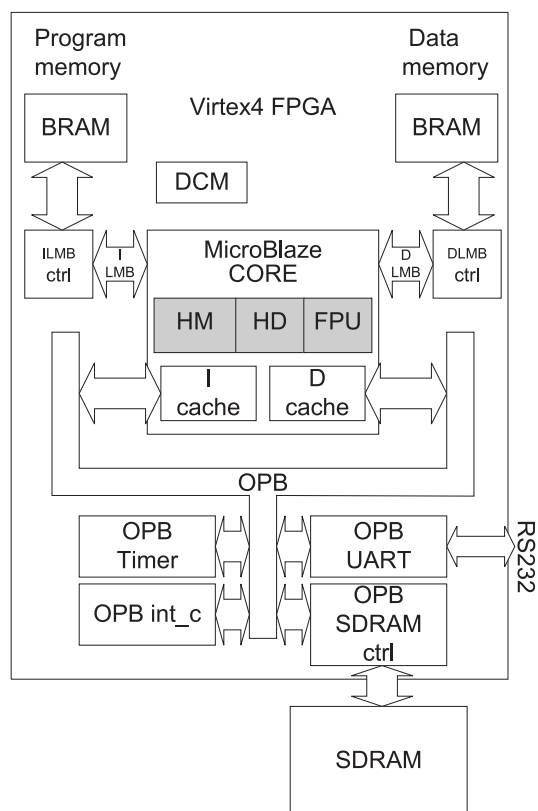 Program
memory
Data
memory
BRAM
Virtex4 FPGA
BRAM
DCM
ILMB
ctrl
I
LMB
MicroBlaze
CORE
D
LMB
DLMB
ctrl
HM
HD
FPU
I
cache
D
cache
OPB
OPB
Timer
OPB
UART
RS232
OPB int_c
OPB
SDRAM
ctrl
SDRAM